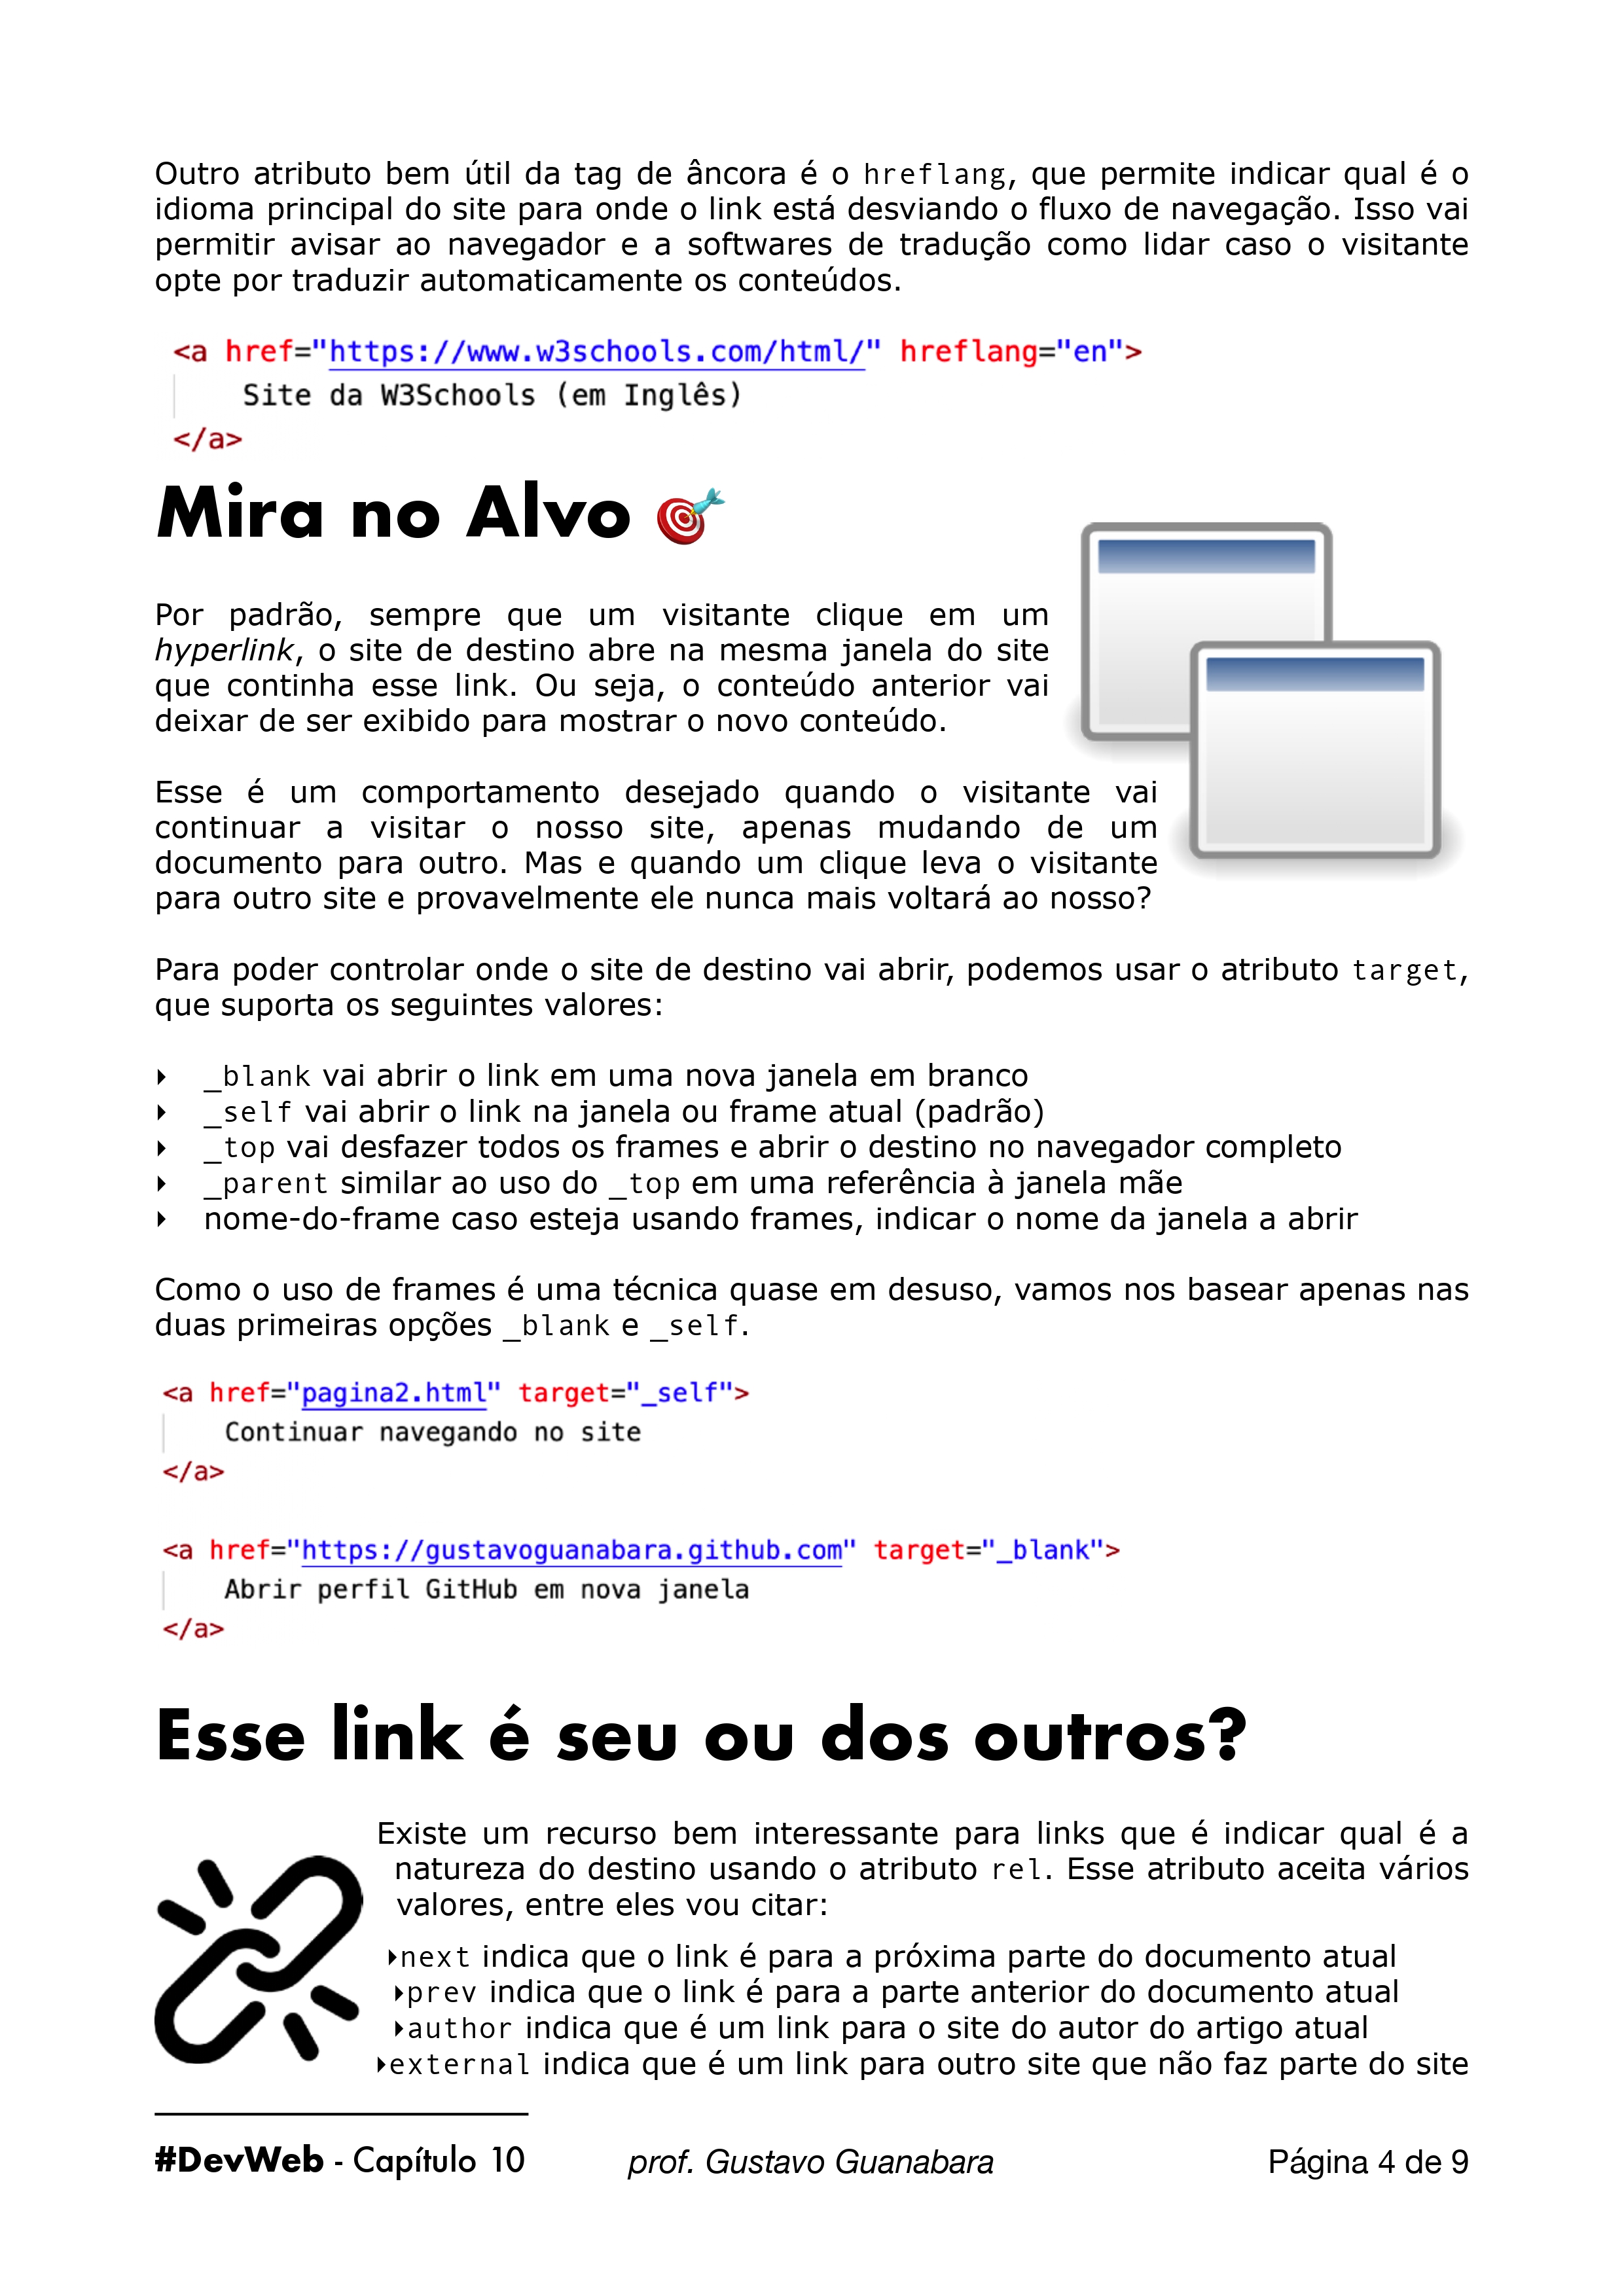 Outro atributo bem útil da tag de âncora é o hreflang, que permite indicar qual é o
idioma principal do site para onde o link está desviando o fluxo de navegação. Isso vai
permitir avisar ao navegador e a softwares de tradução como lidar caso o visitante
opte por traduzir automaticamente os conteúdos.
<a href="https://www.w3schools.com/html/" hreflang="en">
Site da W3Schools (em Inglês)
</a>
Mira no Alvo 🎯
Por padrão, sempre que um visitante clique em um
hyperlink, o site de destino abre na mesma janela do site
que continha esse link. Ou seja, o conteúdo anterior vai
deixar de ser exibido para mostrar o novo conteúdo.
Esse é um comportamento desejado quando o visitante vai
continuar a visitar o nosso site, apenas mudando de um
documento para outro. Mas e quando um clique leva o visitante
para outro site e provavelmente ele nunca mais voltará ao nosso?
Para poder controlar onde o site de destino vai abrir, podemos usar o atributo target,
que suporta os seguintes valores:
‣ _blank vai abrir o link em uma nova janela em branco
‣ _self vai abrir o link na janela ou frame atual (padrão)
‣ _top vai desfazer todos os frames e abrir o destino no navegador completo
‣ _parent similar ao uso do _top em uma referência à janela mãe
‣ nome-do-frame caso esteja usando frames, indicar o nome da janela a abrir
Como o uso de frames é uma técnica quase em desuso, vamos nos basear apenas nas
duas primeiras opções _blank e _self.
<a href="pagina2.html" target="_self">
Continuar navegando no site
</a>
<a href="https://gustavoguanabara.github.com" target="_blank">
Abrir perfil GitHub em nova janela
</a>
Esse link é seu ou dos outros?
Existe um recurso bem interessante para links que é indicar qual é a
natureza do destino usando o atributo rel. Esse atributo aceita vários
valores, entre eles vou citar:
‣next indica que o link é para a próxima parte do documento atual
‣prev indica que o link é para a parte anterior do documento atual
‣author indica que é um link para o site do autor do artigo atual
‣external indica que é um link para outro site que não faz parte do site
#DevWeb - Capítulo 10 prof. Gustavo Guanabara Página 4 de 9